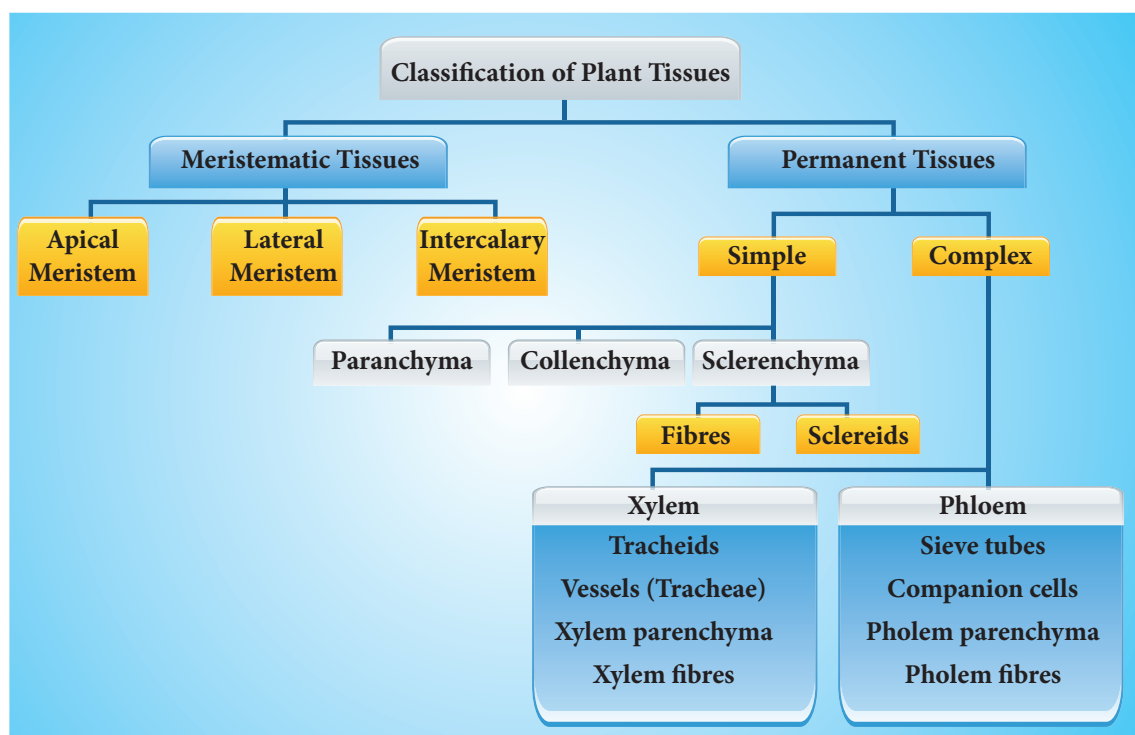 Classification of Plant Tissues
Meristematic Tissues
Permanent Tissues
Apical
Meristem
Lateral
Meristem
Intercalary
Meristem
Simple
Complex
Paranchyma
Collenchyma
Sclerenchyma
Fibres
Sclereids
Xylem
Tracheids
Vessels (Tracheae)
Xylem parenchyma
Xylem fibres
Phloem
Sieve tubes
Companion cells
Pholem parenchyma
Pholem fibres